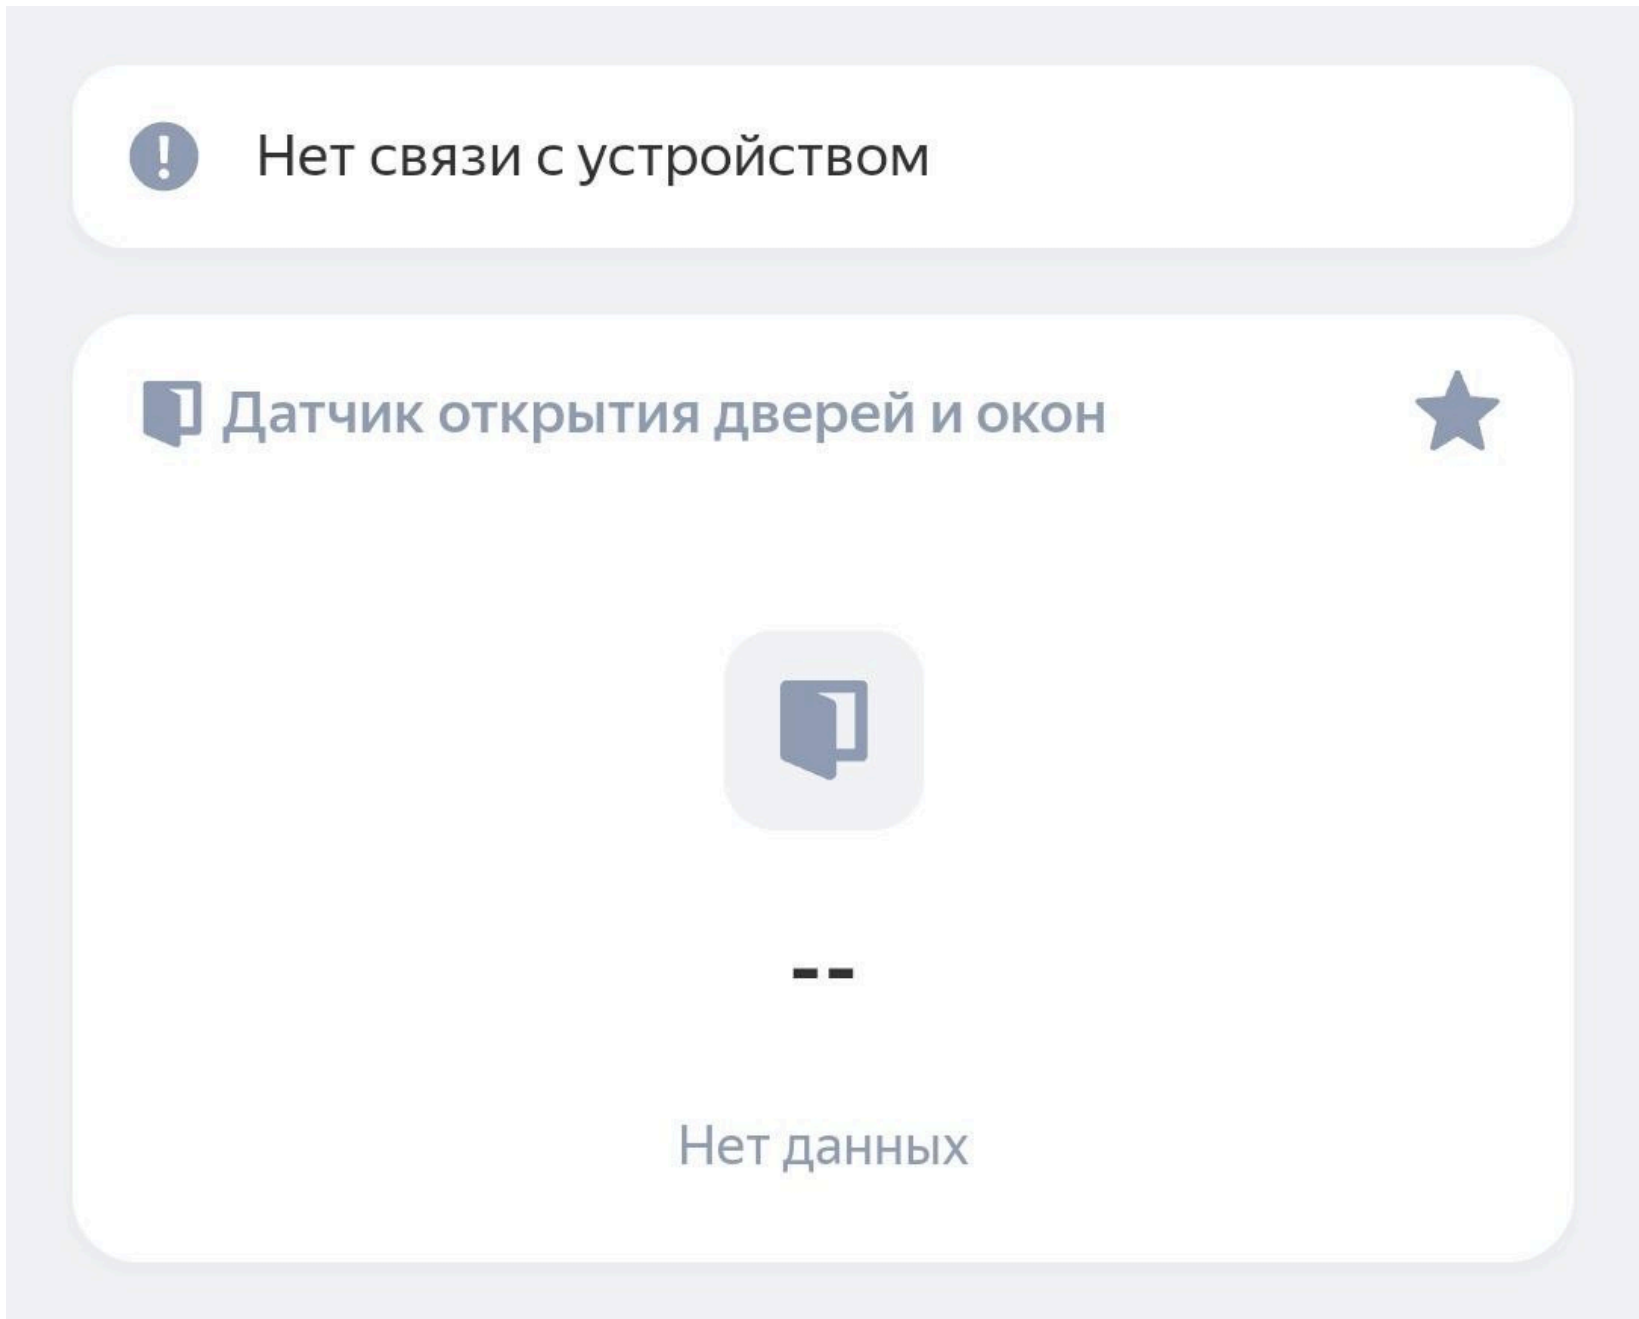 Нет связи с устройством
Датчик открытия дверей и окон
--
Нет данных